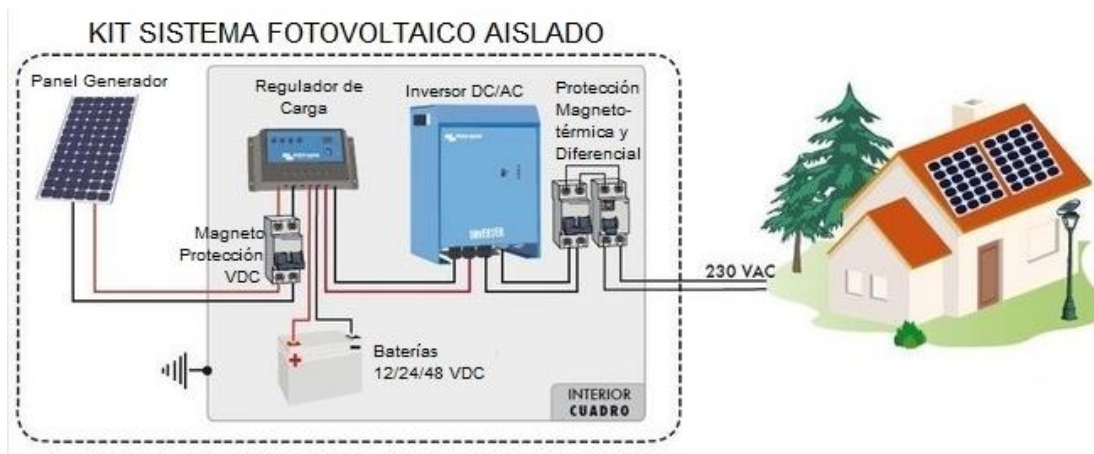 KIT SISTEMA FOTOVOLTAICO AISLADO
Panel Generador
Regulador de
Carga
Inversor DC/AC
Protección
Magneto-
térmica y
Diferencial
Magneto
Protección
VDC
INVERTER
230 VAC
Baterías
12/24/48 VDC
+
-
INTERIOR
CUADRO